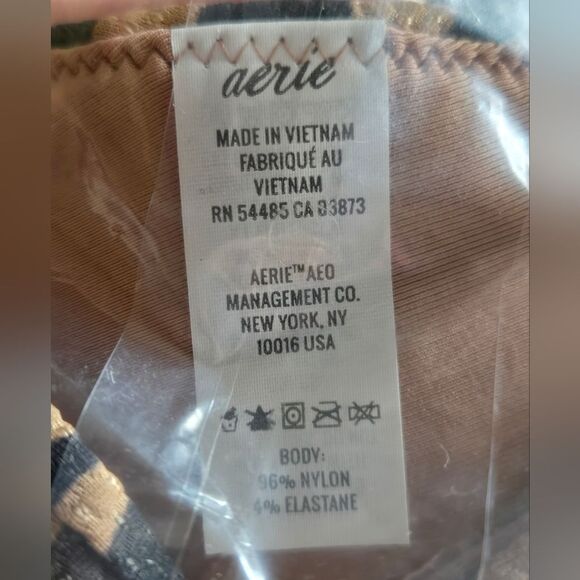 aerie
MADE IN VIETNAM
FABRIQUÉ AU
VIETNAM
RN 54485 CA 03873
AERIE™ AEO
MANAGEMENT CO.
NEW YORK, NY
10016 USA
BODY:
96% NYLON
4% ELASTANE